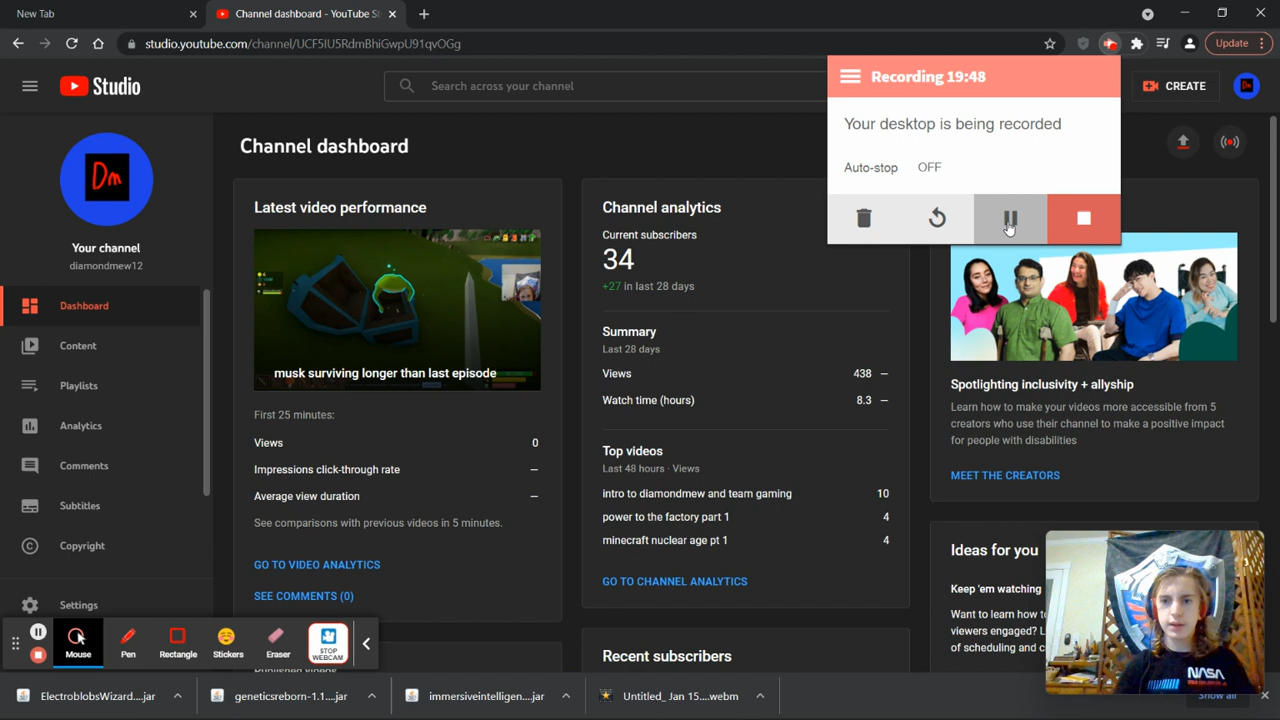 New Tab
Channel dashboard - YouTube St
studio.youtube.com/channel/UCF5IU5RdmBhiGwpU91qvOGg
Update
Studio
Search across your channel
CREATE
Dm
Recording 19:48
Your desktop is being recorded
Auto-stop OFF
Dm
Your channel
diamondmew12
Dashboard
Content
Playlists
Analytics
Comments
Subtitles
Copyright
Settings
Channel dashboard
Latest video performance
musk surviving longer than last episode
First 25 minutes:
Views 0
Impressions click-through rate —
Average view duration —
See comparisons with previous videos in 5 minutes.
GO TO VIDEO ANALYTICS
SEE COMMENTS (0)
Channel analytics
Current subscribers
34
+27 in last 28 days
Summary
Last 28 days
Views 438 —
Watch time (hours) 8.3 —
Top videos
Last 48 hours · Views
intro to diamondmew and team gaming 10
power to the factory part 1 4
minecraft nuclear age pt 1 4
GO TO CHANNEL ANALYTICS
Recent subscribers
Spotlighting inclusivity + allyship
Learn how to make your videos more accessible from 5
creators who use their channel to make a positive impact
for people with disabilities
MEET THE CREATORS
Ideas for you
Keep 'em watching
Want to learn how to
viewers engaged?
of scheduling and
NASA
Mouse
Pen
Rectangle
Stickers
Eraser
STOP
WEBCAM
ElectroblobsWizard....jar
geneticsreborn-1.1....jar
immersiveintelligen....jar
Untitled_ Jan 15....webm
Show all